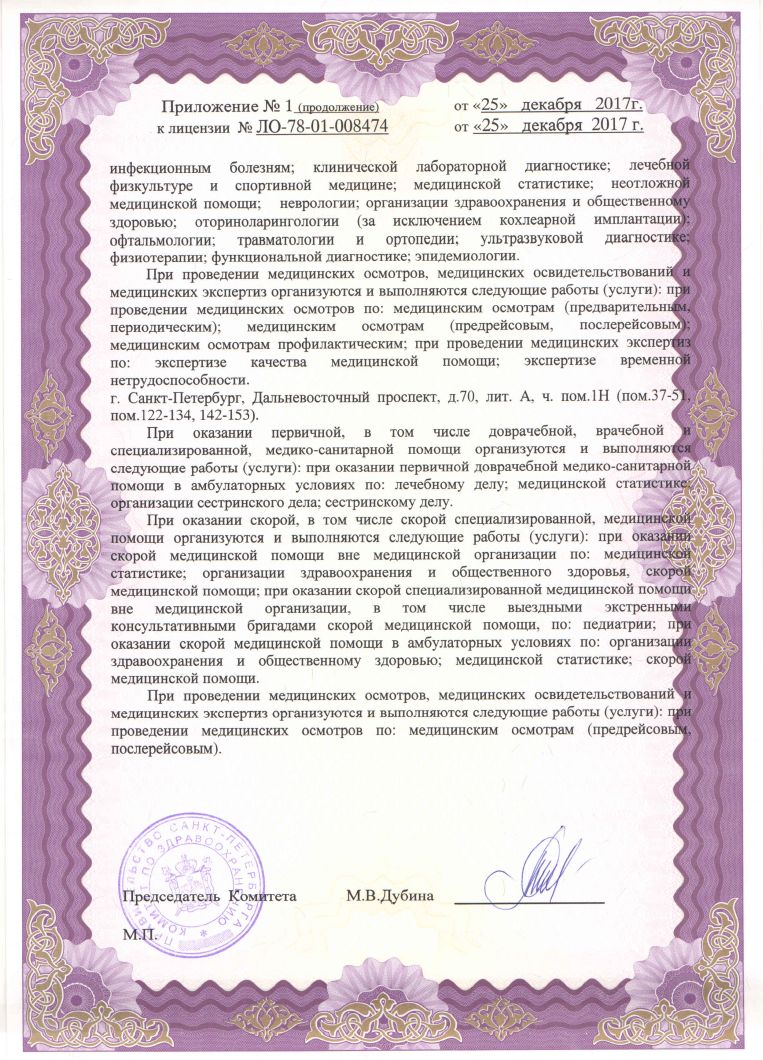 Приложение № 1 (продолжение) от «25» декабря 2017г.
к лицензии № ЛО-78-01-008474 от «25» декабря 2017 г.
инфекционным болезням; клинической лабораторной диагностике; лечебной
физкультуре и спортивной медицине; медицинской статистике; неотложной
медицинской помощи; неврологии; организации здравоохранения и общественному
здоровью; оториноларингологии (за исключением кохлеарной имплантации);
офтальмологии; травматологии и ортопедии; ультразвуковой диагностике;
физиотерапии; функциональной диагностике; эпидемиологии.
При проведении медицинских осмотров, медицинских освидетельствований и
медицинских экспертиз организуются и выполняются следующие работы (услуги): при
проведении медицинских осмотров по: медицинским осмотрам (предварительным,
периодическим); медицинским осмотрам (предрейсовым, послерейсовым);
медицинским осмотрам профилактическим; при проведении медицинских экспертиз
по: экспертизе качества медицинской помощи; экспертизе временной
нетрудоспособности.
г. Санкт-Петербург, Дальневосточный проспект, д.70, лит. А, ч. пом.1Н (пом.37-51,
пом.122-134, 142-153).
При оказании первичной, в том числе доврачебной, врачебной и
специализированной, медико-санитарной помощи организуются и выполняются
следующие работы (услуги): при оказании первичной доврачебной медико-санитарной
помощи в амбулаторных условиях по: лечебному делу; медицинской статистике;
организации сестринского дела; сестринскому делу.
При оказании скорой, в том числе скорой специализированной, медицинской
помощи организуются и выполняются следующие работы (услуги): при оказании
скорой медицинской помощи вне медицинской организации по: медицинской
статистике; организации здравоохранения и общественного здоровья, скорой
медицинской помощи; при оказании скорой специализированной медицинской помощи
вне медицинской организации, в том числе выездными экстренными
консультативными бригадами скорой медицинской помощи, по: педиатрии; при
оказании скорой медицинской помощи в амбулаторных условиях по: организации
здравоохранения и общественному здоровью; медицинской статистике; скорой
медицинской помощи.
При проведении медицинских осмотров, медицинских освидетельствований и
медицинских экспертиз организуются и выполняются следующие работы (услуги): при
проведении медицинских осмотров по: медицинским осмотрам (предрейсовым,
послерейсовым).
ПРАВИТЕЛЬСТВО САНКТ-ПЕТЕРБУРГА
КОМИТЕТ ПО ЗДРАВООХРАНЕНИЮ
Председатель Комитета М.В.Дубина
М.П.